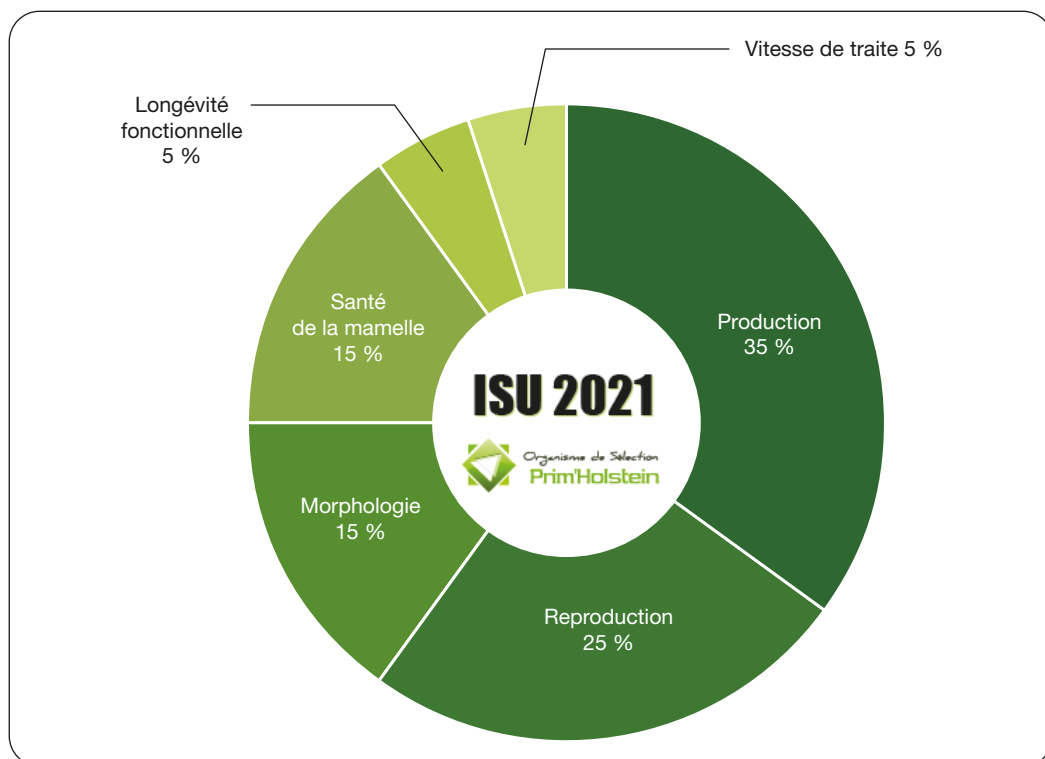 Vitesse de traite 5 %
Longévité
fonctionnelle
5 %
Production
35 %
Santé
de la mamelle
15 %
ISU 2021
Organisme de Sélection
Prim'Holstein
Morphologie
15 %
Reproduction
25 %